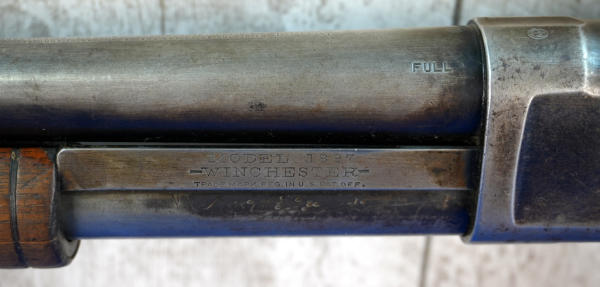 FULL
MODEL 1897
-WINCHESTER-
TRADE MARK REG. IN U.S. PAT. OFF.